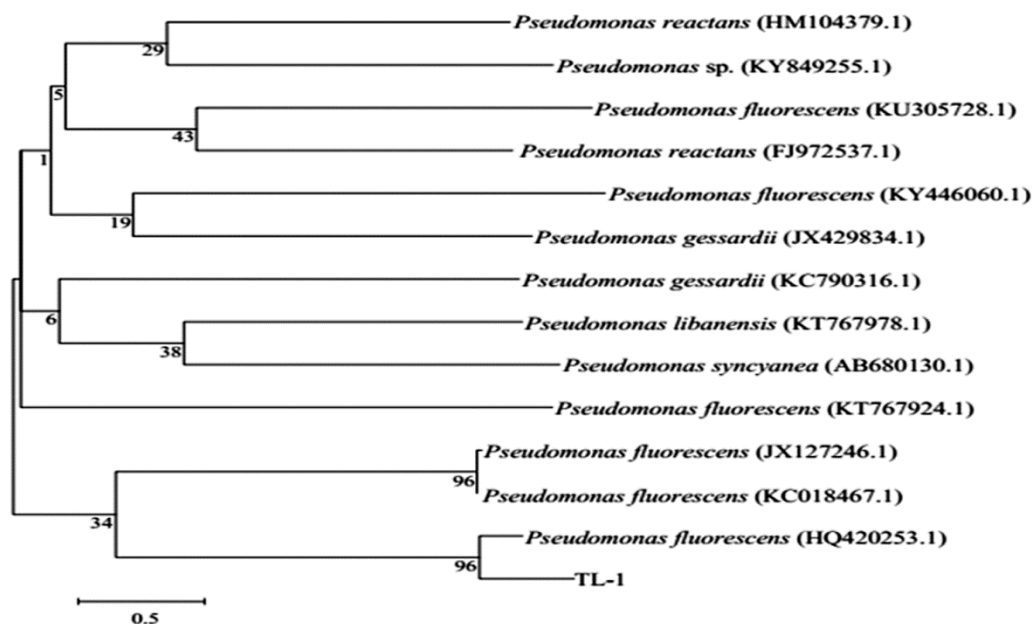 Pseudomonas reactans (HM104379.1)
29
Pseudomonas sp. (KY849255.1)
5
Pseudomonas fluorescens (KU305728.1)
43
Pseudomonas reactans (FJ972537.1)
1
Pseudomonas fluorescens (KY446060.1)
19
Pseudomonas gessardii (JX429834.1)
Pseudomonas gessardii (KC790316.1)
6
Pseudomonas libanensis (KT767978.1)
38
Pseudomonas syncyanea (AB680130.1)
Pseudomonas fluorescens (KT767924.1)
Pseudomonas fluorescens (JX127246.1)
96
Pseudomonas fluorescens (KC018467.1)
34
Pseudomonas fluorescens (HQ420253.1)
96
TL-1
0.5